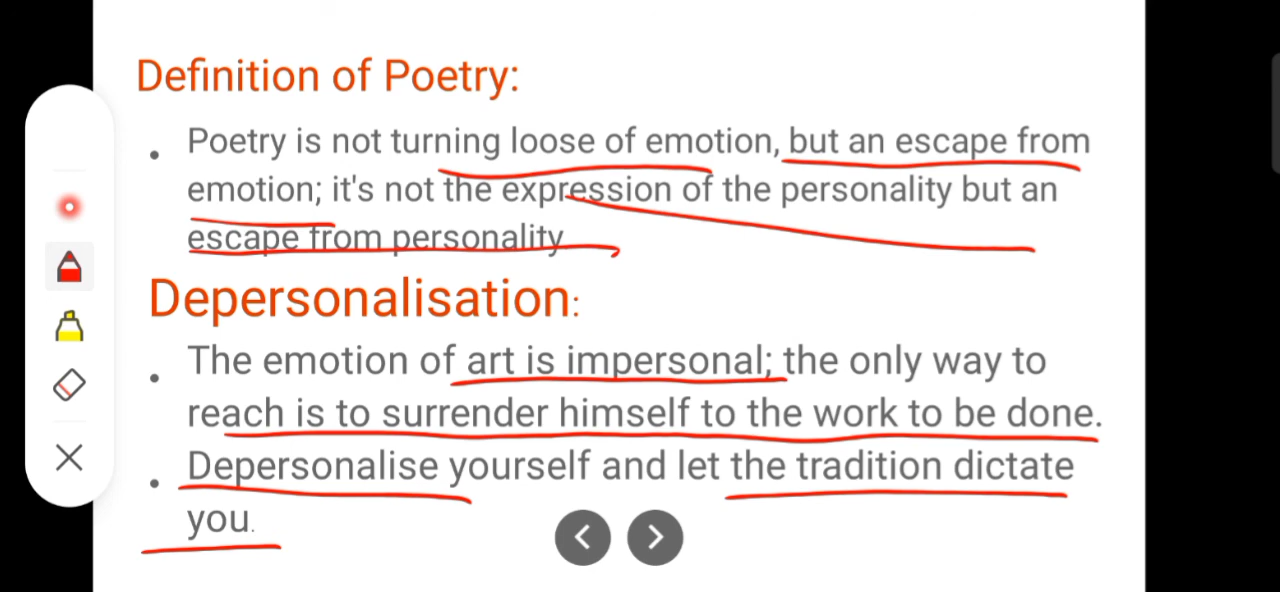 Definition of Poetry:
• Poetry is not turning loose of emotion, but an escape from
emotion; it's not the expression of the personality but an
escape from personality
Depersonalisation:
• The emotion of art is impersonal; the only way to
reach is to surrender himself to the work to be done.
• Depersonalise yourself and let the tradition dictate
you.